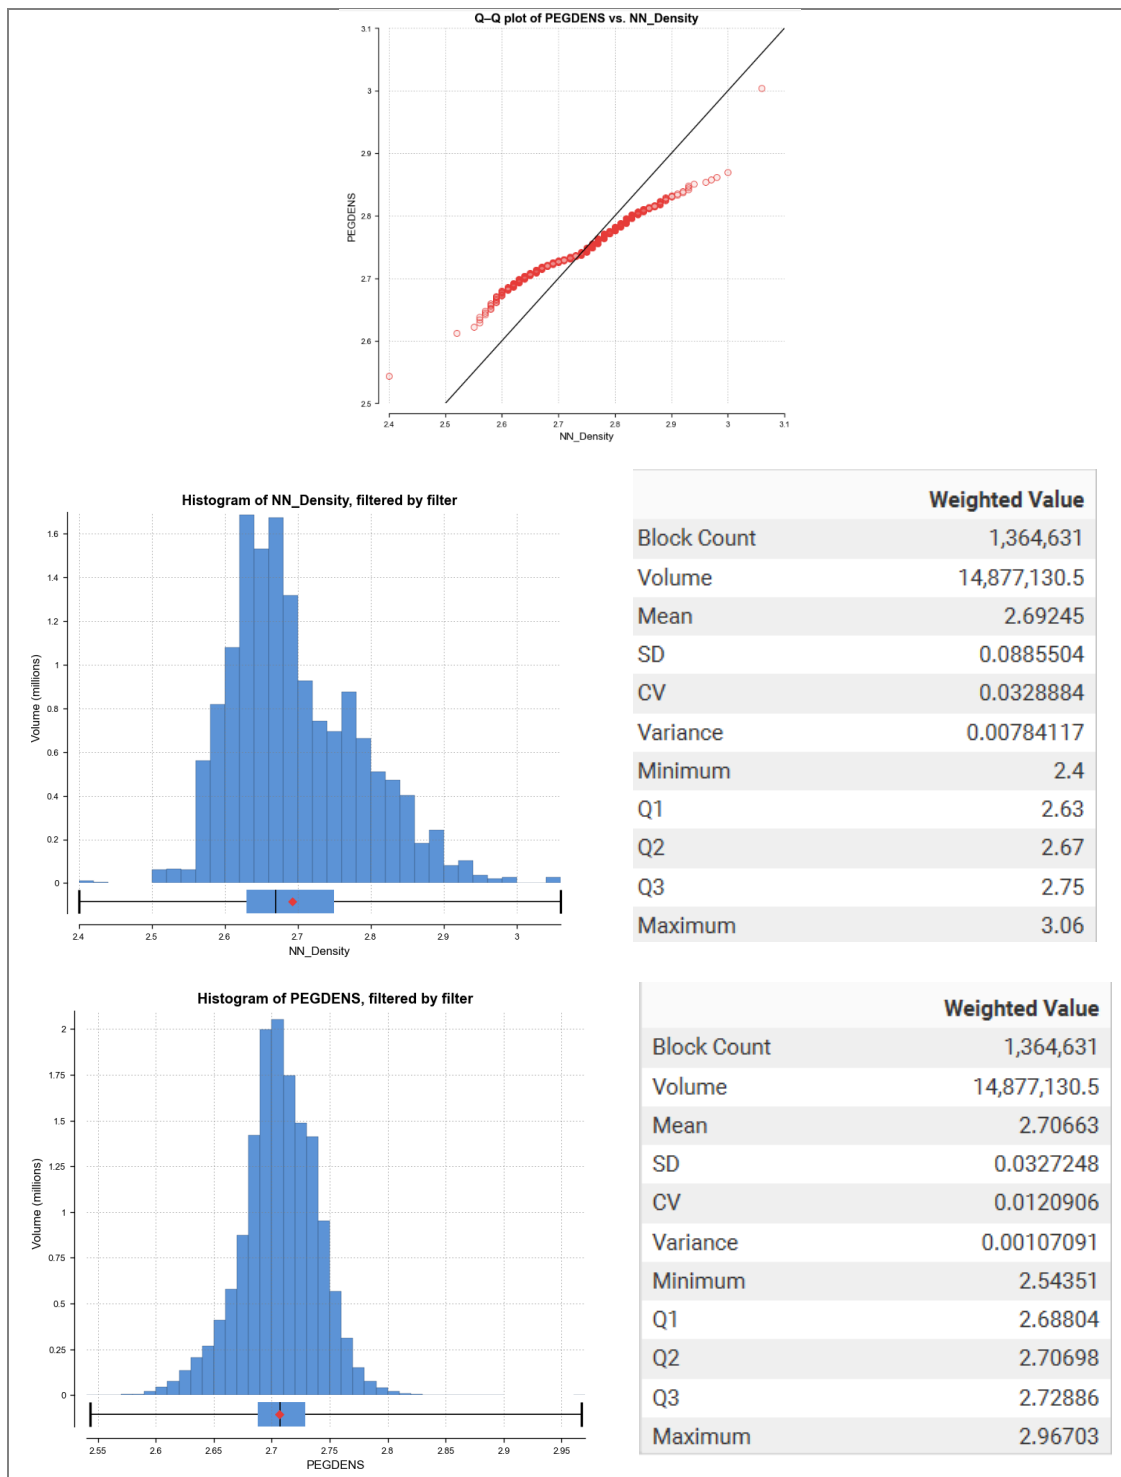 Q–Q plot of PEGDENS vs. NN_Density
3.1
3
2.9
2.8
2.7
2.6
2.5
PEGDENS
2.4 2.5 2.6 2.7 2.8 2.9 3 3.1
NN_Density
Histogram of NN_Density, filtered by filter
1.6
1.4
1.2
1
0.8
0.6
0.4
0.2
0
Volume (millions)
2.4 2.5 2.6 2.7 2.8 2.9 3
NN_Density
Weighted Value
Block Count 1,364,631
Volume 14,877,130.5
Mean 2.69245
SD 0.0885504
CV 0.0328884
Variance 0.00784117
Minimum 2.4
Q1 2.63
Q2 2.67
Q3 2.75
Maximum 3.06
Histogram of PEGDENS, filtered by filter
2
1.75
1.5
1.25
1
0.75
0.5
0.25
0
Volume (millions)
2.55 2.6 2.65 2.7 2.75 2.8 2.85 2.9 2.95
PEGDENS
Weighted Value
Block Count 1,364,631
Volume 14,877,130.5
Mean 2.70663
SD 0.0327248
CV 0.0120906
Variance 0.00107091
Minimum 2.54351
Q1 2.68804
Q2 2.70698
Q3 2.72886
Maximum 2.96703